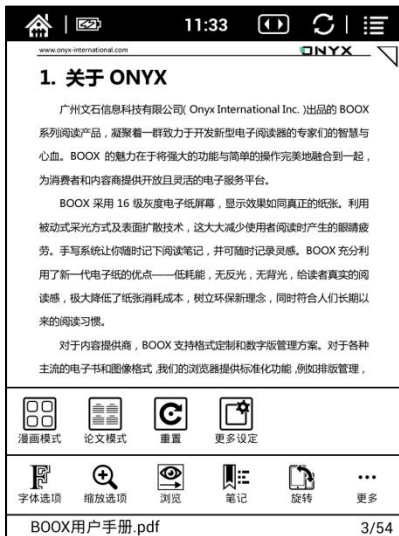 11:33
www.onyx-international.com
ONYX
1. 关于 ONYX
广州文石信息科技有限公司( Onyx International Inc. )出品的 BOOX
系列阅读产品，凝聚着一群致力于开发新型电子阅读器的专家们的智慧与
心血。BOOX 的魅力在于将强大的功能与简单的操作完美地融合到一起，
为消费者和内容商提供开放且灵活的电子服务平台。
BOOX 采用 16 级灰度电子纸屏幕，显示效果如同真正的纸张。利用
被动式采光方式及表面扩散技术，这大大减少使用者阅读时产生的眼睛疲
劳。手写系统让你随时记下阅读笔记，并可随时记录灵感。BOOX 充分利
用了新一代电子纸的优点——低耗能，无反光，无背光，给读者真实的阅
读感，极大降低了纸张消耗成本，树立环保新理念，同时符合人们长期以
来的阅读习惯。
对于内容提供商，BOOX 支持格式定制和数字版管理方案。对于各种
主流的电子书和图像格式 ,我们的浏览器提供标准化功能 ,例如排版管理，
漫画模式 论文模式 重置 更多设定
字体选项 缩放选项 浏览 笔记 旋转 更多
BOOX用户手册.pdf 3/54